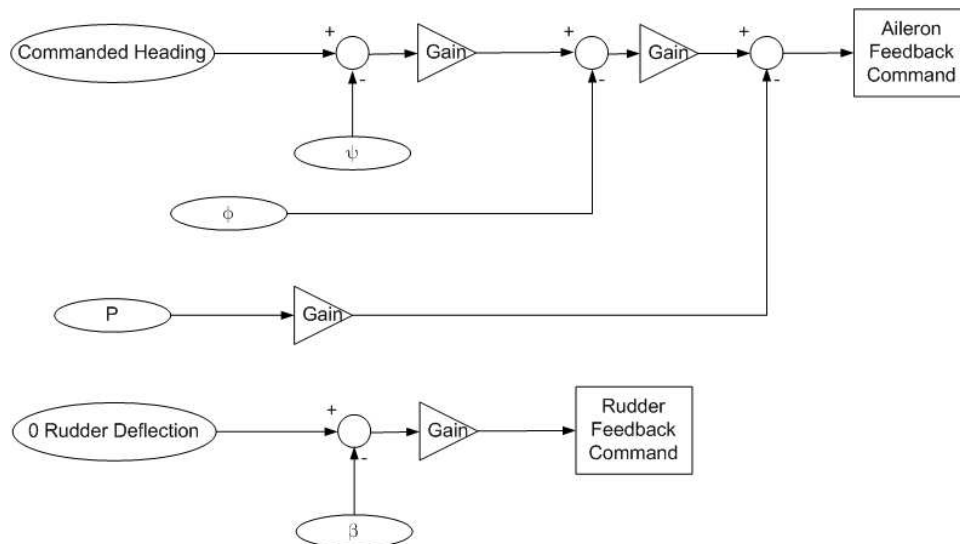 Commanded Heading
+
-
Gain
+
-
Gain
+
-
Aileron
Feedback
Command
ψ
ϕ
P
Gain
0 Rudder Deflection
+
-
Gain
Rudder
Feedback
Command
β